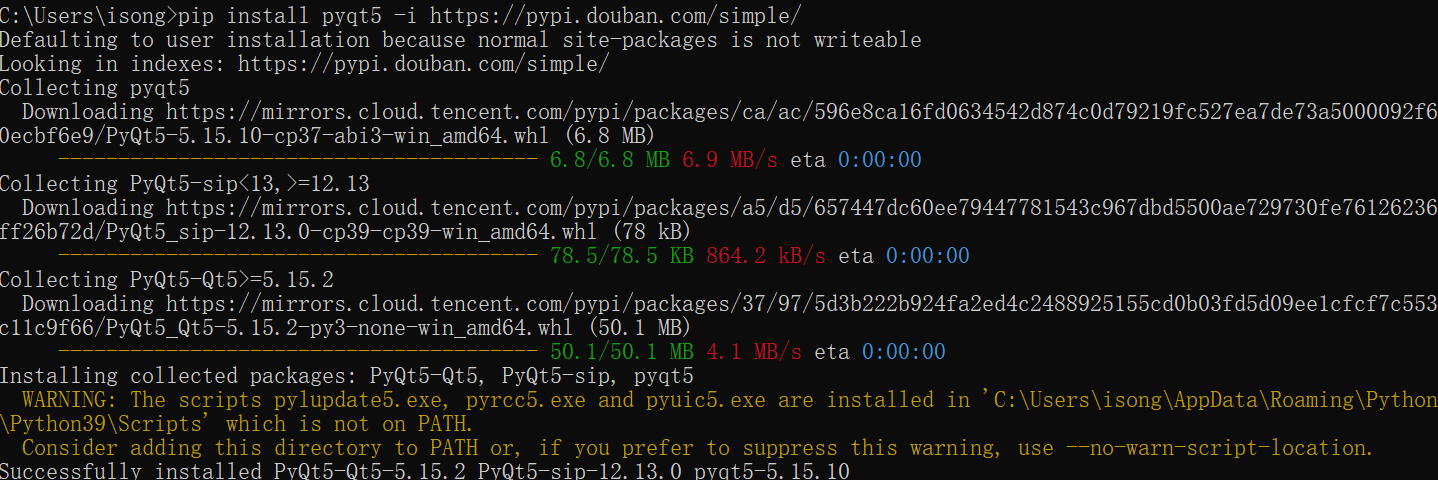 C:\Users\isong>pip install pyqt5 -i https://pypi.douban.com/simple/
Defaulting to user installation because normal site-packages is not writeable
Looking in indexes: https://pypi.douban.com/simple/
Collecting pyqt5
  Downloading https://mirrors.cloud.tencent.com/pypi/packages/ca/ac/596e8ca16fd0634542d874c0d79219fc527ea7de73a5000092f6
0ecbf6e9/PyQt5-5.15.10-cp37-abi3-win_amd64.whl (6.8 MB)
     ---------------------------------------- 6.8/6.8 MB 6.9 MB/s eta 0:00:00
Collecting PyQt5-sip<13,>=12.13
  Downloading https://mirrors.cloud.tencent.com/pypi/packages/a5/d5/657447dc60ee79447781543c967dbd5500ae729730fe76126236
ff26b72d/PyQt5_sip-12.13.0-cp39-cp39-win_amd64.whl (78 kB)
     ---------------------------------------- 78.5/78.5 KB 864.2 kB/s eta 0:00:00
Collecting PyQt5-Qt5>=5.15.2
  Downloading https://mirrors.cloud.tencent.com/pypi/packages/37/97/5d3b222b924fa2ed4c2488925155cd0b03fd5d09ee1cfcf7c553
c11c9f66/PyQt5_Qt5-5.15.2-py3-none-win_amd64.whl (50.1 MB)
     ---------------------------------------- 50.1/50.1 MB 4.1 MB/s eta 0:00:00
Installing collected packages: PyQt5-Qt5, PyQt5-sip, pyqt5
  WARNING: The scripts pylupdate5.exe, pyrcc5.exe and pyuic5.exe are installed in 'C:\Users\isong\AppData\Roaming\Python
\Python39\Scripts' which is not on PATH.
  Consider adding this directory to PATH or, if you prefer to suppress this warning, use --no-warn-script-location.
Successfully installed PyQt5-Qt5-5.15.2 PyQt5-sip-12.13.0 pyqt5-5.15.10